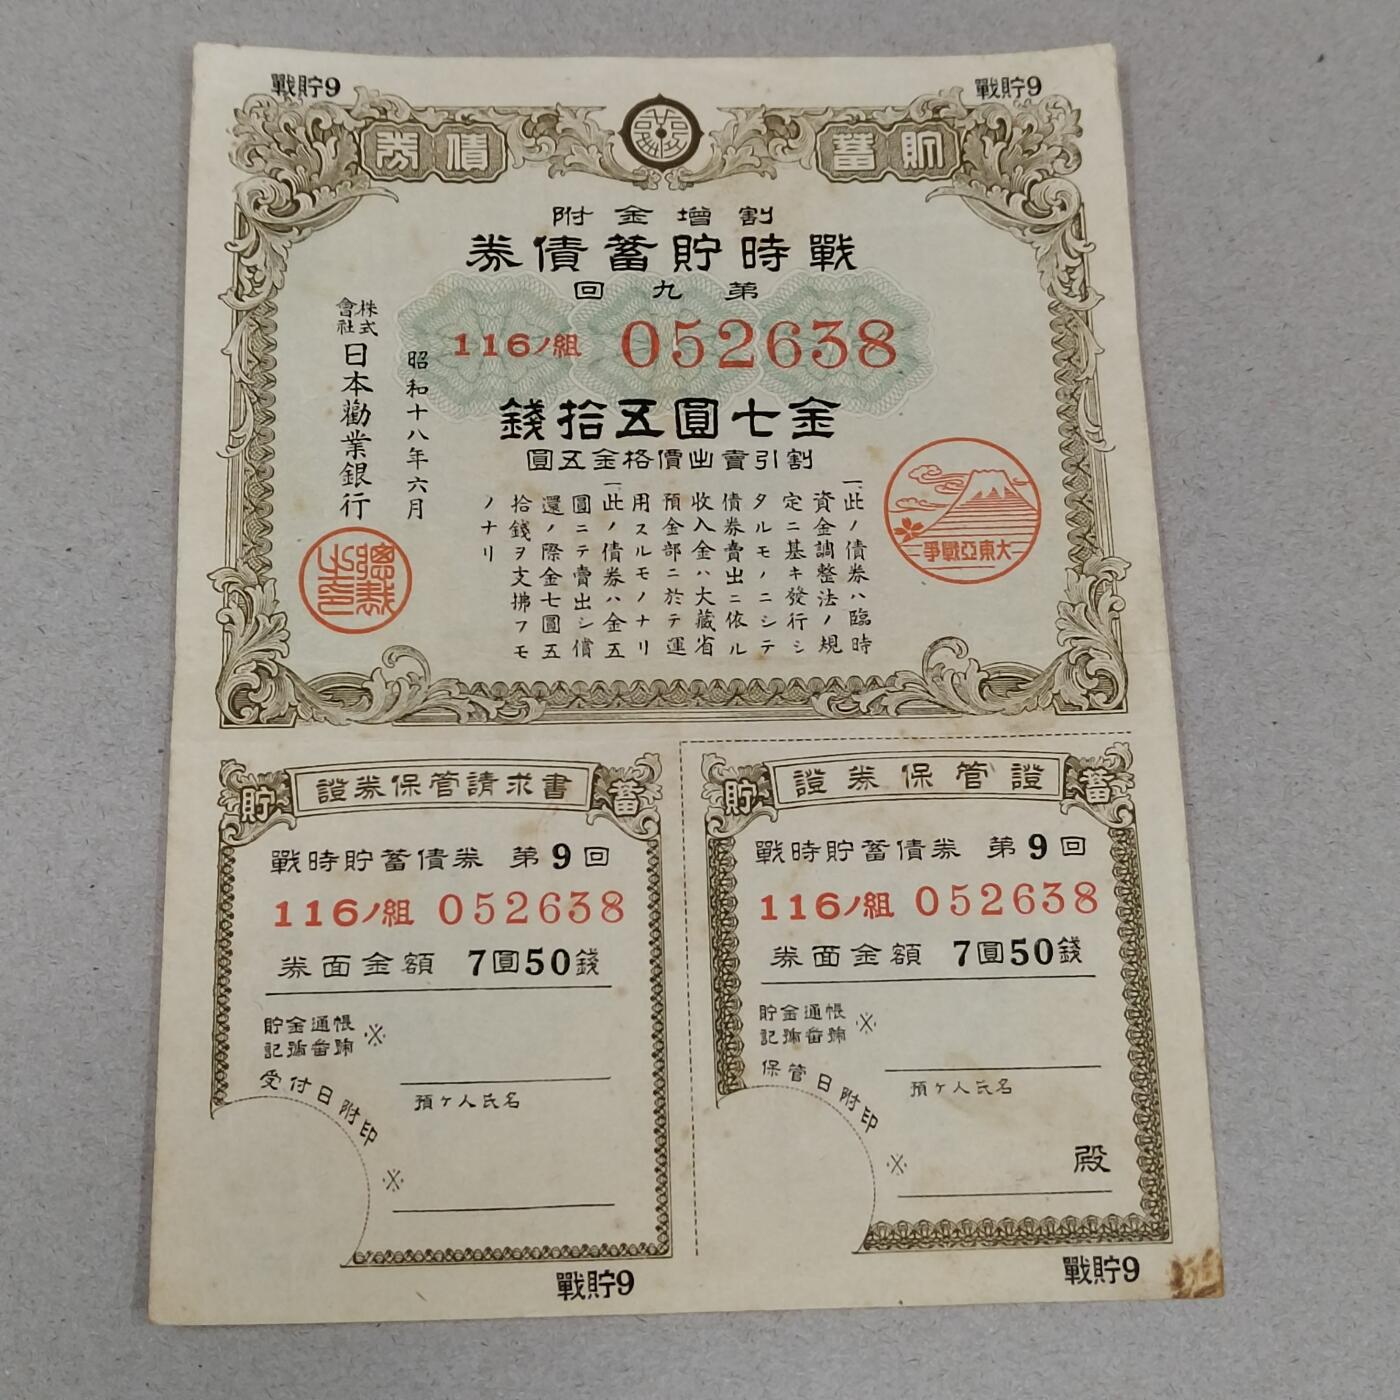 戰貯9
戰貯9
貯蓄
債券
割增金附
戰時貯蓄債券
第九回
116ノ組 052638
金七圓五拾錢
割引賣出價格金五圓
大東亞戰爭
一、此ノ債券ハ臨時
資金調整法ノ規
定ニ基キ發行シ
タルモノニシテ
債券賣出ニ依ル
收入金ハ大藏省
預金部ニ於テ運
用スルモノナリ
一、此ノ債券ハ金五
圓ニテ賣出シ償
還ノ際金七圓五
拾錢ヲ支拂フモ
ノナリ
昭和十八年六月
株式會社日本勸業銀行
總裁之印
貯 證券保管請求書 蓄
戰時貯蓄債券 第9回
116ノ組 052638
券面金額 7圓50錢
貯金通帳
記號番號 ※
預ケ人氏名
受付日附印
※
戰貯9
貯 證券保管證 蓄
戰時貯蓄債券 第9回
116ノ組 052638
券面金額 7圓50錢
貯金通帳
記號番號 ※
預ケ人氏名
保管日附印
※
殿
戰貯9